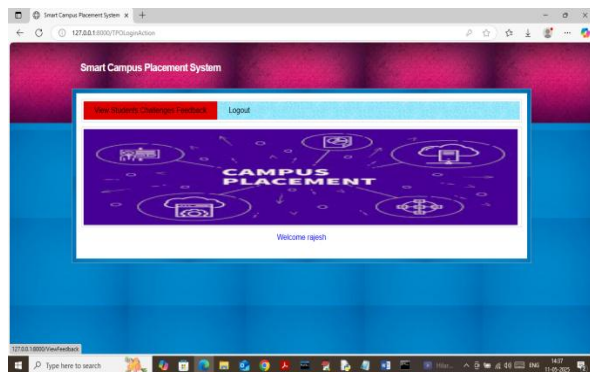 Smart Campus Placement System
127.0.0.1:8000/TPOLoginAction
Smart Campus Placement System
View Students Challenges Feedback Logout
CAMPUS
PLACEMENT
Welcome rajesh
127.0.0.1:8000/ViewFeedback
Type here to search
ENG
14:07
11-05-2025